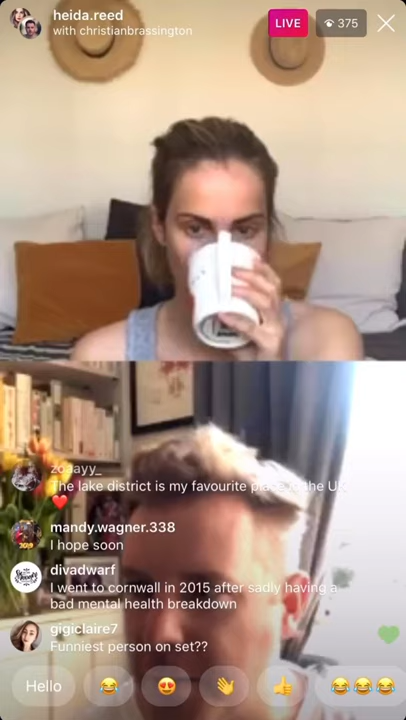 heida.reed
with christianbrassington
LIVE
375
zoaayy_
The lake district is my favourite place in the UK
mandy.wagner.338
I hope soon
divadwarf
I went to cornwall in 2015 after sadly having a
bad mental health breakdown
gigiclaire7
Funniest person on set??
Hello